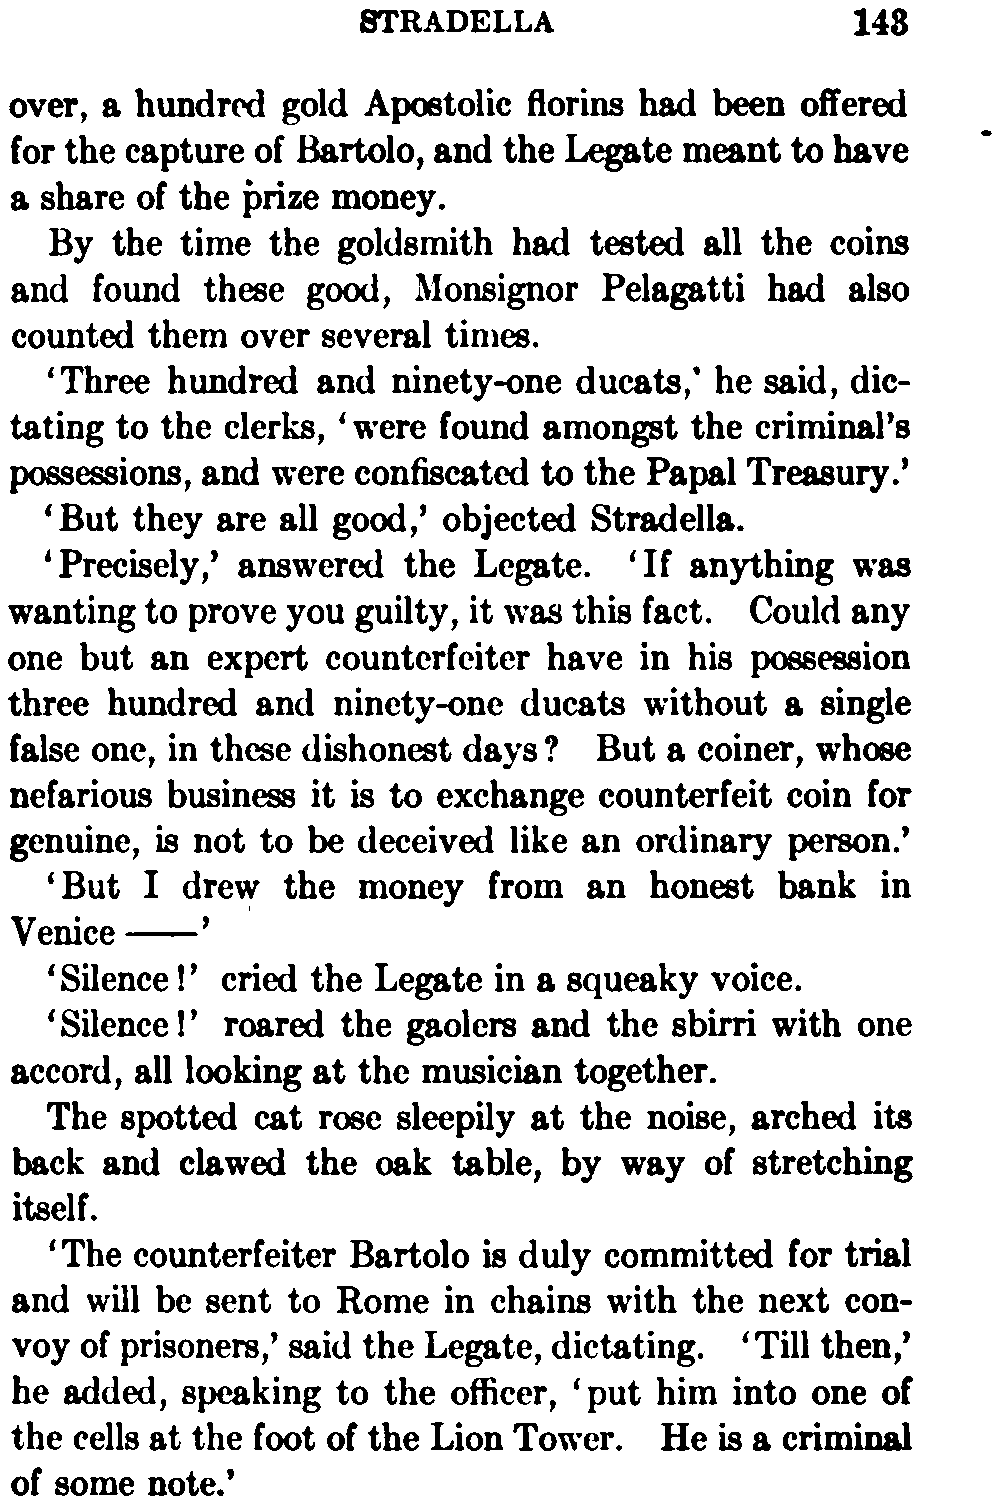 STRADELLA 143
over, a hundred gold Apostolic florins had been offered
for the capture of Bartolo, and the Legate meant to have
a share of the prize money.
By the time the goldsmith had tested all the coins
and found these good, Monsignor Pelagatti had also
counted them over several times.
‘Three hundred and ninety-one ducats,’ he said, dic-
tating to the clerks, ‘were found amongst the criminal’s
possessions, and were confiscated to the Papal Treasury.’
‘But they are all good,’ objected Stradella.
‘Precisely,’ answered the Legate. ‘If anything was
wanting to prove you guilty, it was this fact. Could any
one but an expert counterfeiter have in his possession
three hundred and ninety-one ducats without a single
false one, in these dishonest days? But a coiner, whose
nefarious business it is to exchange counterfeit coin for
genuine, is not to be deceived like an ordinary person.’
‘But I drew the money from an honest bank in
Venice ——’
‘Silence!’ cried the Legate in a squeaky voice.
‘Silence!’ roared the gaolers and the sbirri with one
accord, all looking at the musician together.
The spotted cat rose sleepily at the noise, arched its
back and clawed the oak table, by way of stretching
itself.
‘The counterfeiter Bartolo is duly committed for trial
and will be sent to Rome in chains with the next con-
voy of prisoners,’ said the Legate, dictating. ‘Till then,’
he added, speaking to the officer, ‘put him into one of
the cells at the foot of the Lion Tower. He is a criminal
of some note.’